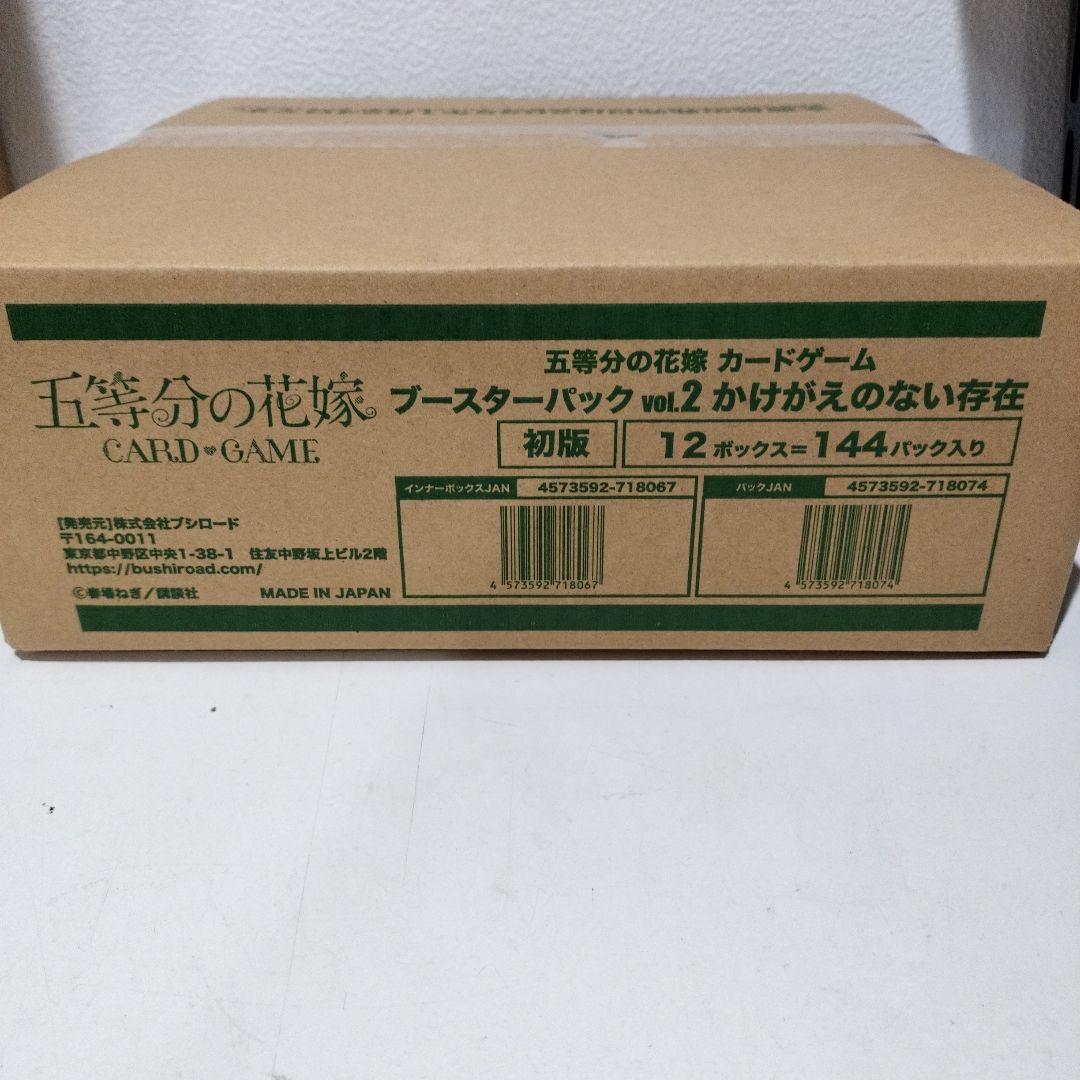 五等分の花嫁
CARD GAME
五等分の花嫁 カードゲーム
ブースターパック vol.2 かけがえのない存在
初版
12ボックス=144パック入り
インナーボックスJAN 4573592-718067
4 573592 718067
パックJAN 4573592-718074
4 573592 718074
[発売元]株式会社ブシロード
〒164-0011
東京都中野区中央1-38-1 住友中野坂上ビル2階
https://bushiroad.com/
©春場ねぎ/講談社 MADE IN JAPAN